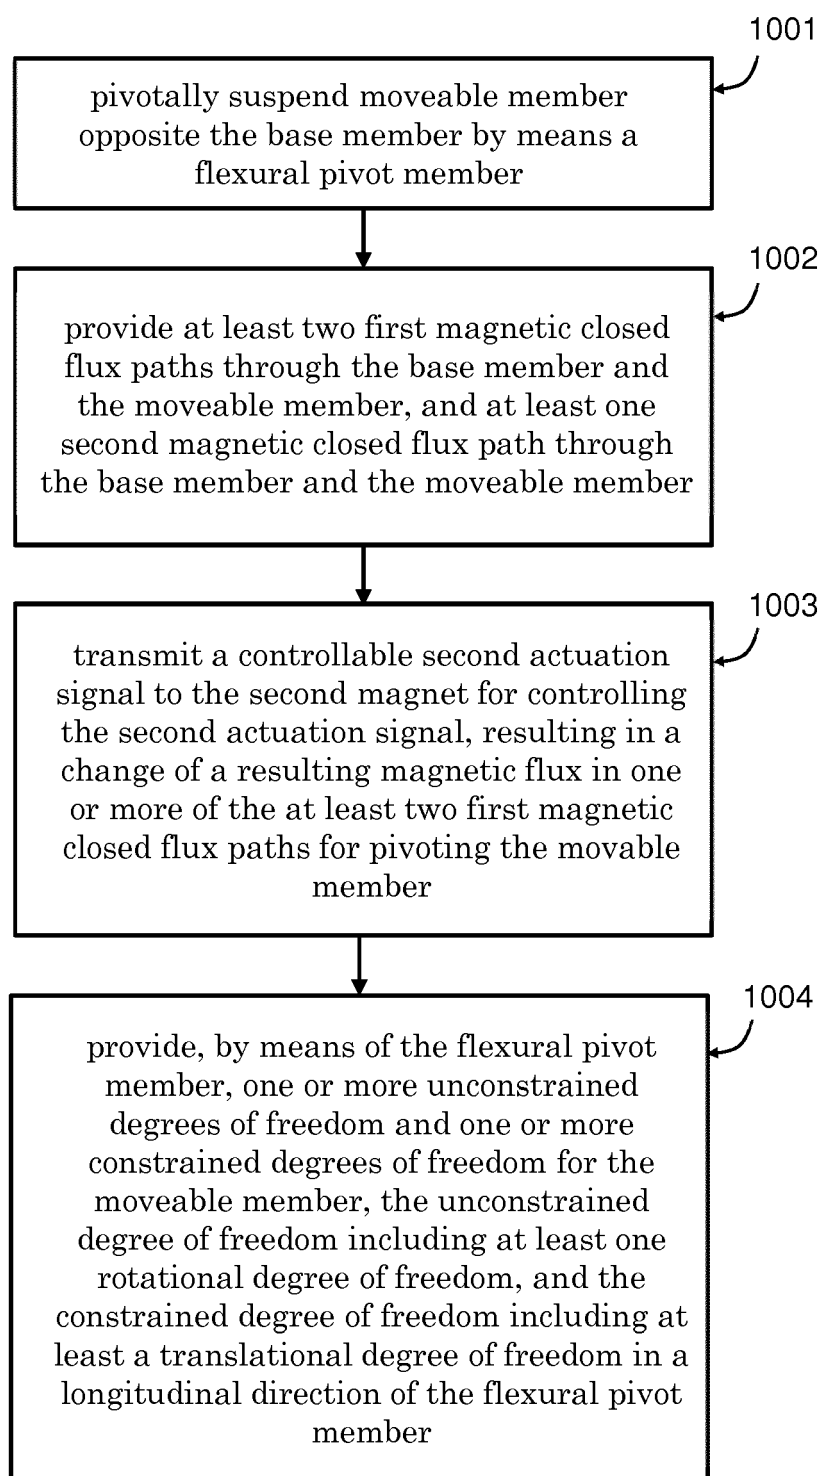 1001
pivotally suspend moveable member
opposite the base member by means a
flexural pivot member
1002
provide at least two first magnetic closed
flux paths through the base member and
the moveable member, and at least one
second magnetic closed flux path through
the base member and the moveable member
1003
transmit a controllable second actuation
signal to the second magnet for controlling
the second actuation signal, resulting in a
change of a resulting magnetic flux in one
or more of the at least two first magnetic
closed flux paths for pivoting the movable
member
1004
provide, by means of the flexural pivot
member, one or more unconstrained
degrees of freedom and one or more
constrained degrees of freedom for the
moveable member, the unconstrained
degree of freedom including at least one
rotational degree of freedom, and the
constrained degree of freedom including at
least a translational degree of freedom in a
longitudinal direction of the flexural pivot
member